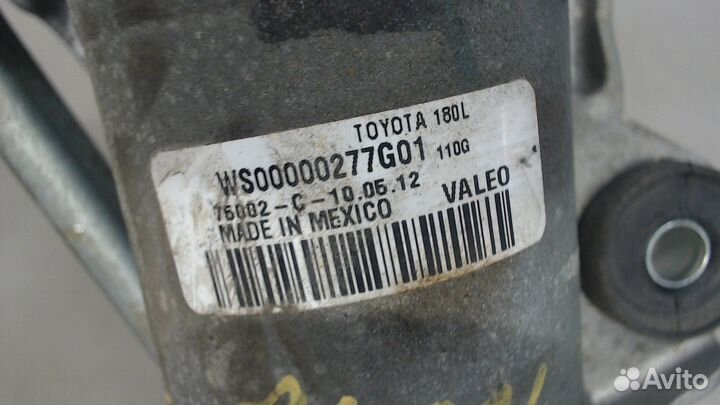 TOYOTA 180L
WS00000277G01 110G
76002-C-10.05.12 VALEO
MADE IN MEXICO
Avito